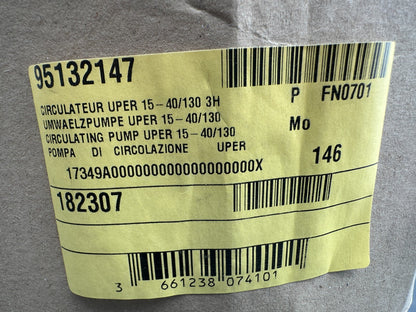 95132147
P FN0701
CIRCULATEUR UPER 15-40/130 3H
UMWAELZPUMPE UPER 15-40/130
CIRCULATING PUMP UPER 15-40/130
POMPA DI CIRCOLAZIONE UPER
Mo
146
17349A000000000000000000000X
182307
3 661238 074101